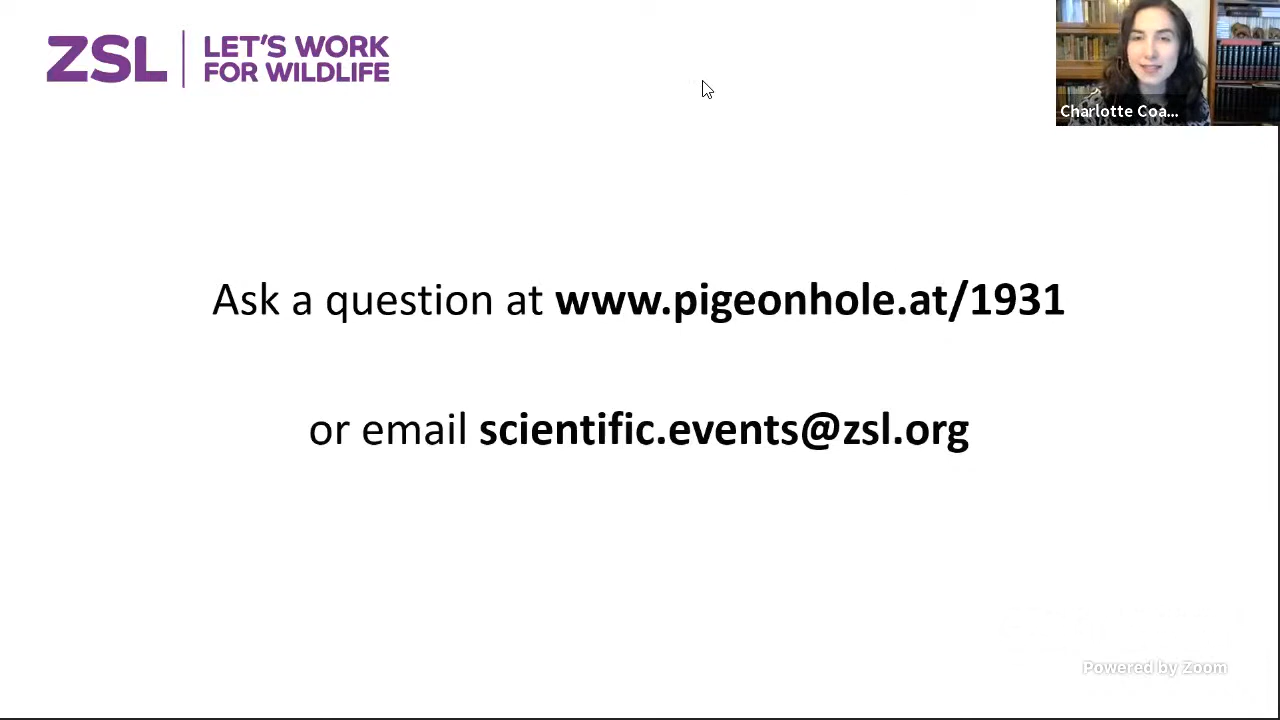 ZSL
LET'S WORK
FOR WILDLIFE
Charlotte Coa...
Ask a question at www.pigeonhole.at/1931
or email scientific.events@zsl.org
Powered by Zoom